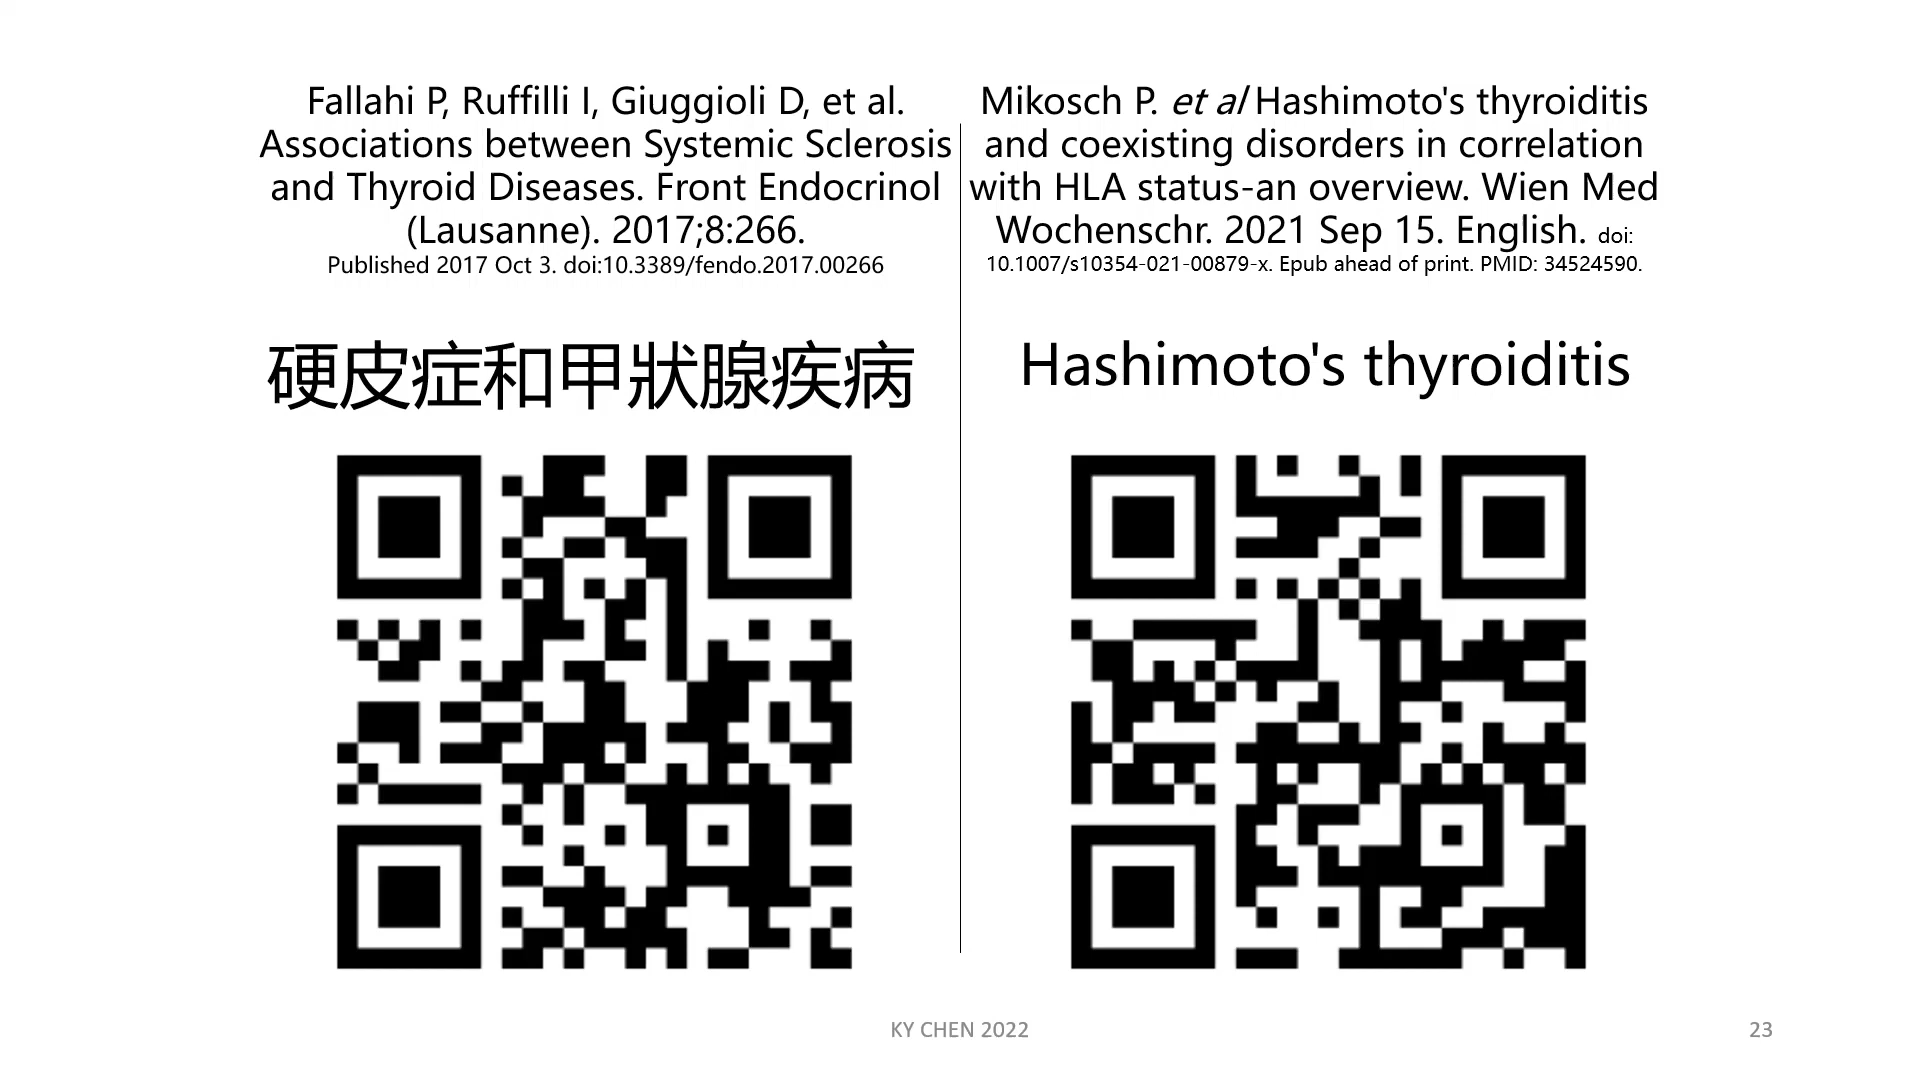 Fallahi P, Ruffilli I, Giuggioli D, et al.
Associations between Systemic Sclerosis
and Thyroid Diseases. Front Endocrinol
(Lausanne). 2017;8:266.
Published 2017 Oct 3. doi:10.3389/fendo.2017.00266
硬皮症和甲狀腺疾病
Mikosch P. et al Hashimoto's thyroiditis
and coexisting disorders in correlation
with HLA status-an overview. Wien Med
Wochenschr. 2021 Sep 15. English. doi:
10.1007/s10354-021-00879-x. Epub ahead of print. PMID: 34524590.
Hashimoto's thyroiditis
KY CHEN 2022
23